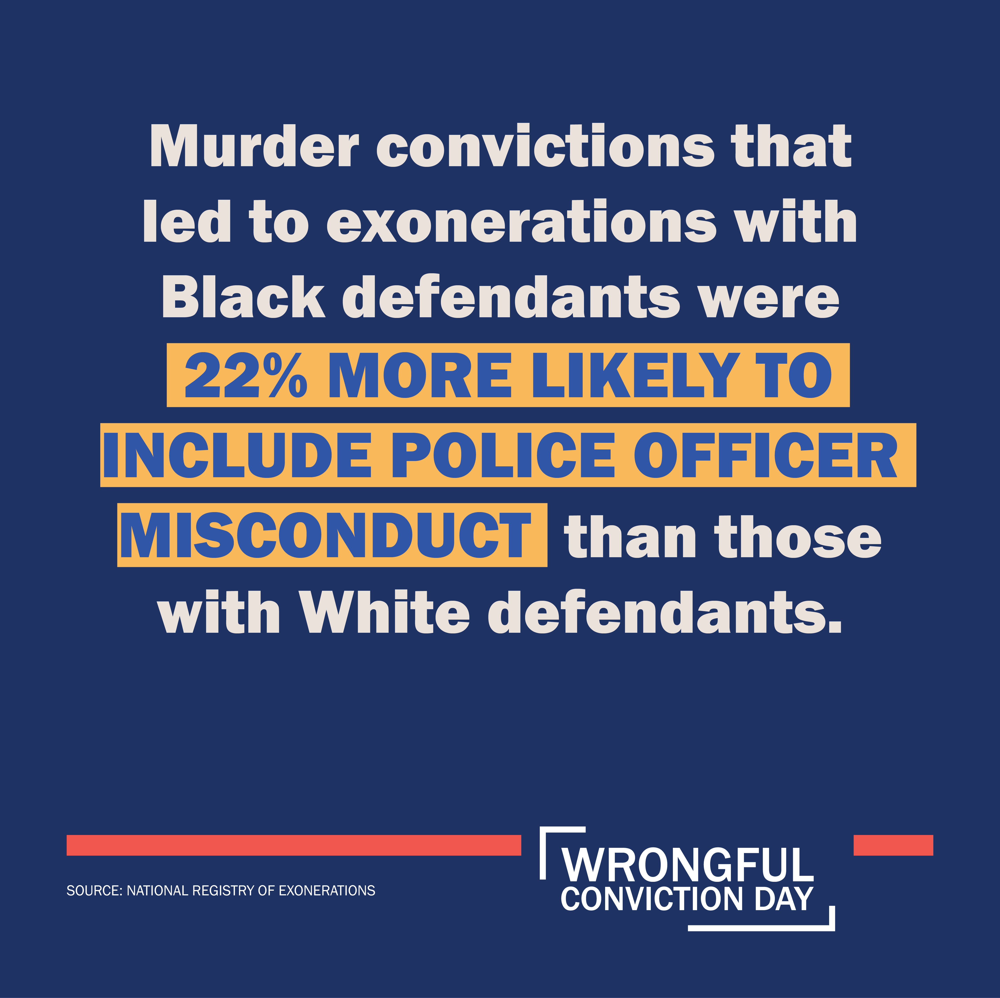 Murder convictions that
led to exonerations with
Black defendants were
22% MORE LIKELY TO
INCLUDE POLICE OFFICER
MISCONDUCT than those
with White defendants.
WRONGFUL
CONVICTION DAY
SOURCE: NATIONAL REGISTRY OF EXONERATIONS